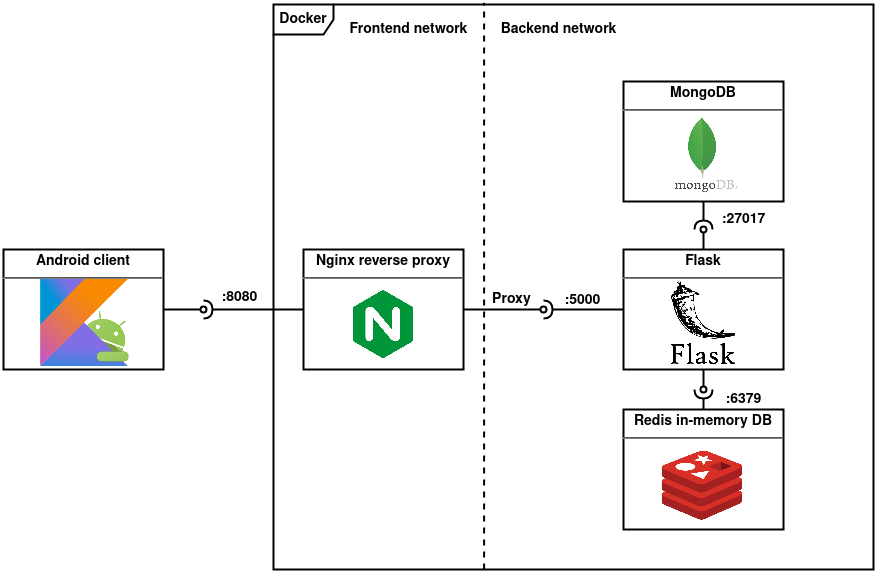 Docker
Frontend network
Backend network
MongoDB
mongoDB.
:27017
Android client
:8080
Nginx reverse proxy
N
Proxy
:5000
Flask
Flask
:6379
Redis in-memory DB